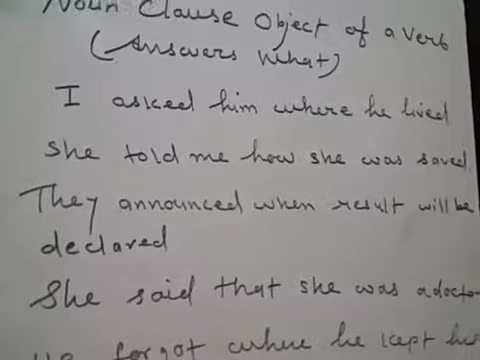 Noun Clause Object of a verb
(Answers What)
I asked him where he lived
She told me how she was saved
They announced when result will be
declared
She said that she was a docto
forgot where he kept